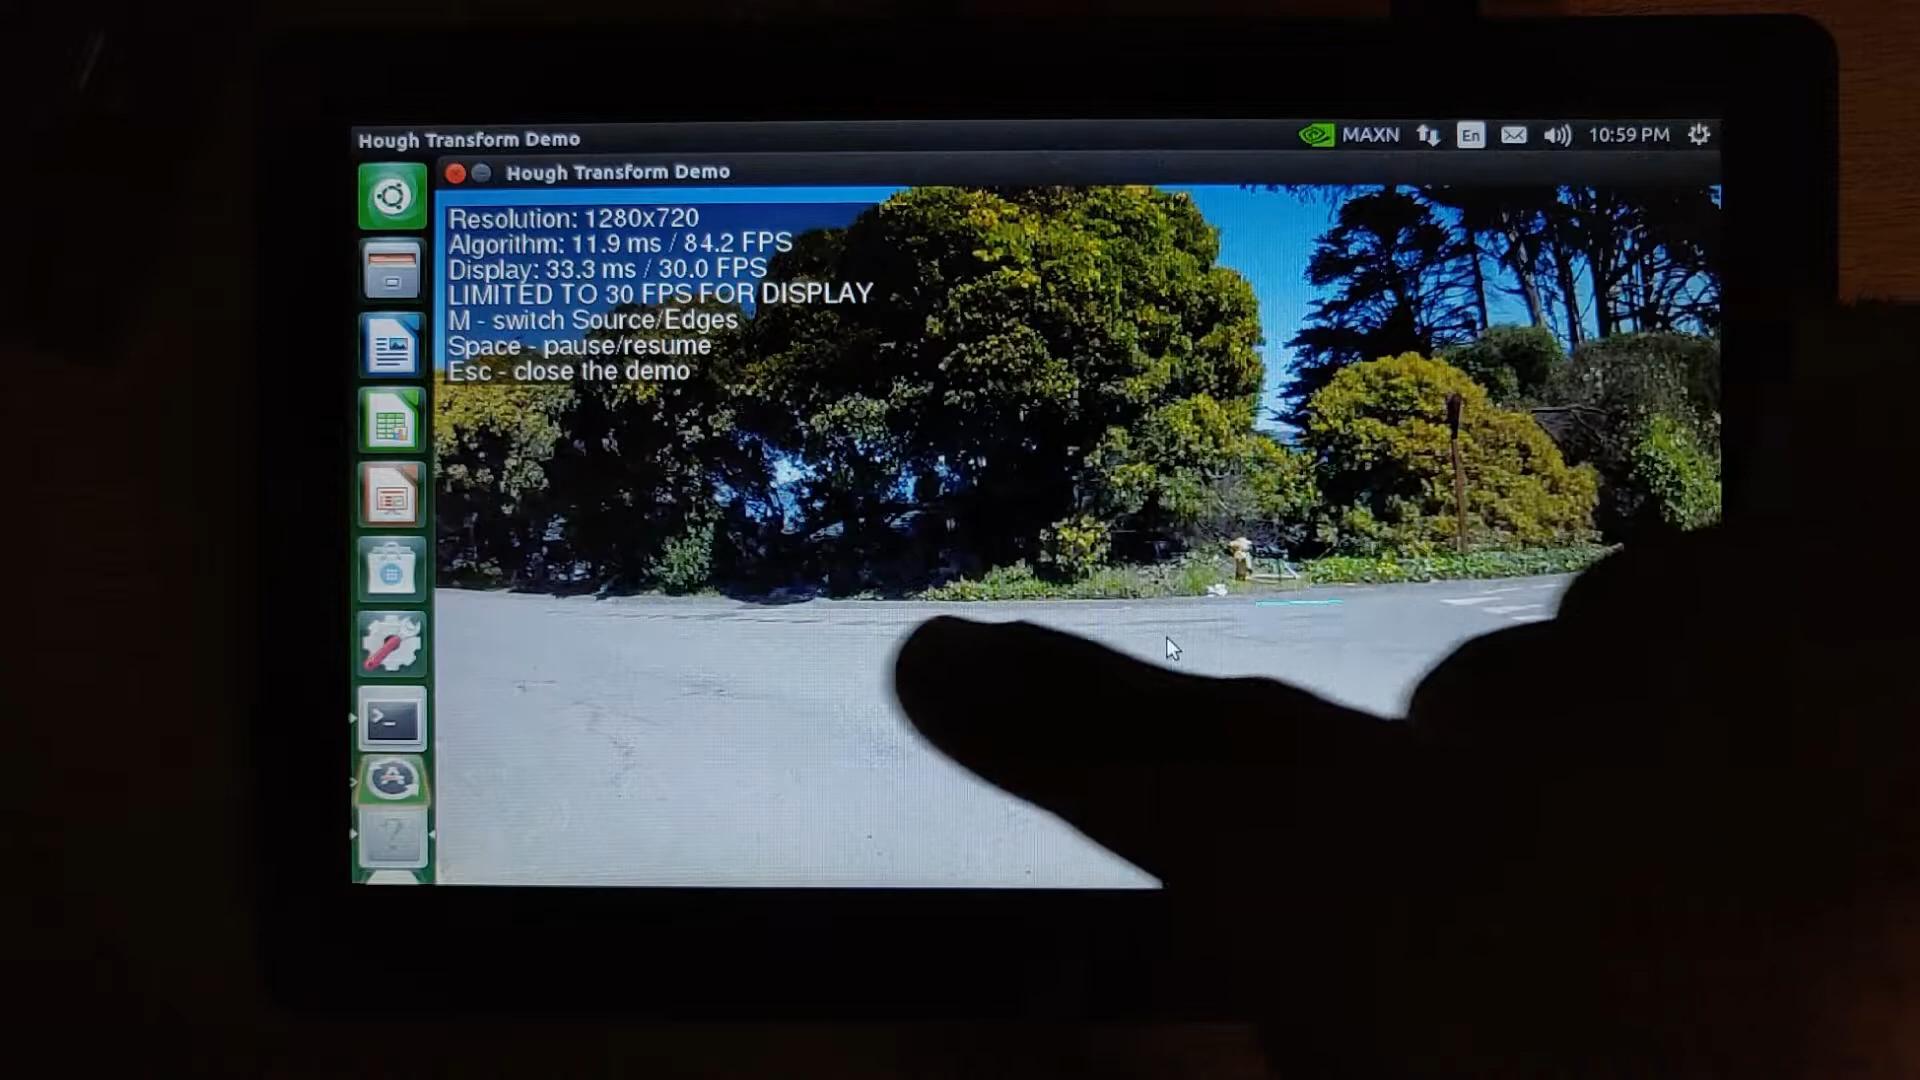 Hough Transform Demo
MAXN
En
10:59 PM
Hough Transform Demo
Resolution: 1280x720
Algorithm: 11.9 ms / 84.2 FPS
Display: 33.3 ms / 30.0 FPS
LIMITED TO 30 FPS FOR DISPLAY
M - switch Source/Edges
Space - pause/resume
Esc - close the demo